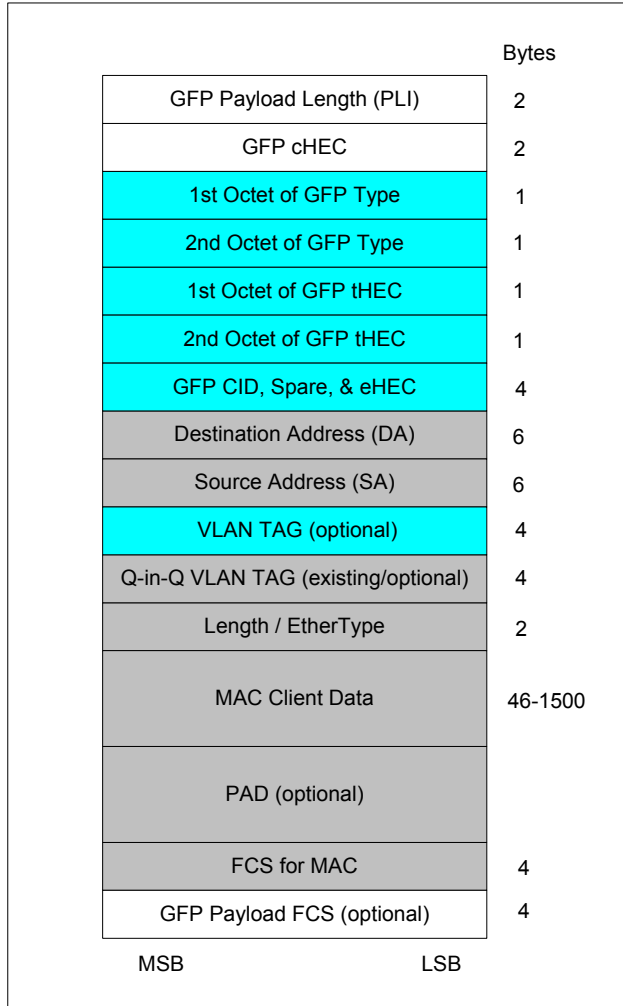 Bytes
GFP Payload Length (PLI) 2
GFP cHEC 2
1st Octet of GFP Type 1
2nd Octet of GFP Type 1
1st Octet of GFP tHEC 1
2nd Octet of GFP tHEC 1
GFP CID, Spare, & eHEC 4
Destination Address (DA) 6
Source Address (SA) 6
VLAN TAG (optional) 4
Q-in-Q VLAN TAG (existing/optional) 4
Length / EtherType 2
MAC Client Data 46-1500
PAD (optional)
FCS for MAC 4
GFP Payload FCS (optional) 4
MSB LSB